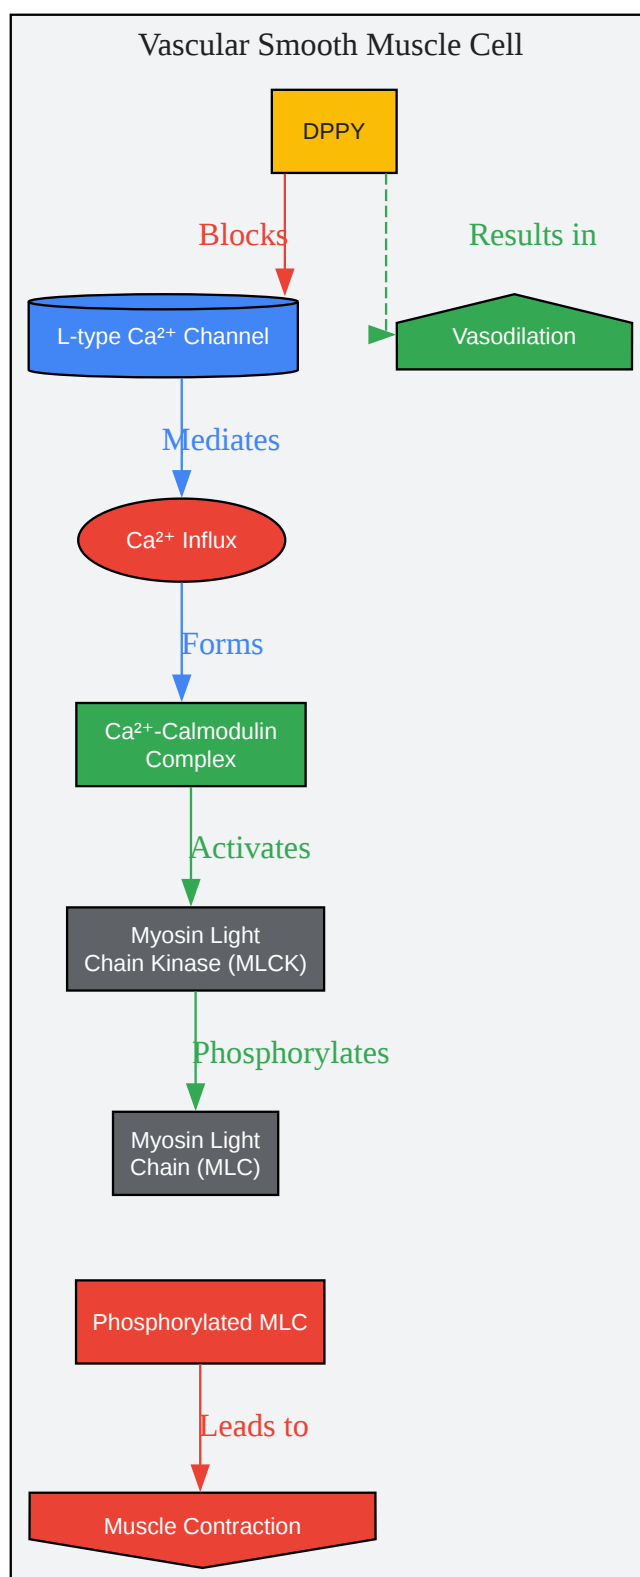 Vascular Smooth Muscle Cell
DPPY
Blocks
Results in
L-type Ca²⁺ Channel
Vasodilation
Mediates
Ca²⁺ Influx
Forms
Ca²⁺-Calmodulin
Complex
Activates
Myosin Light
Chain Kinase (MLCK)
Phosphorylates
Myosin Light
Chain (MLC)
Phosphorylated MLC
Leads to
Muscle Contraction